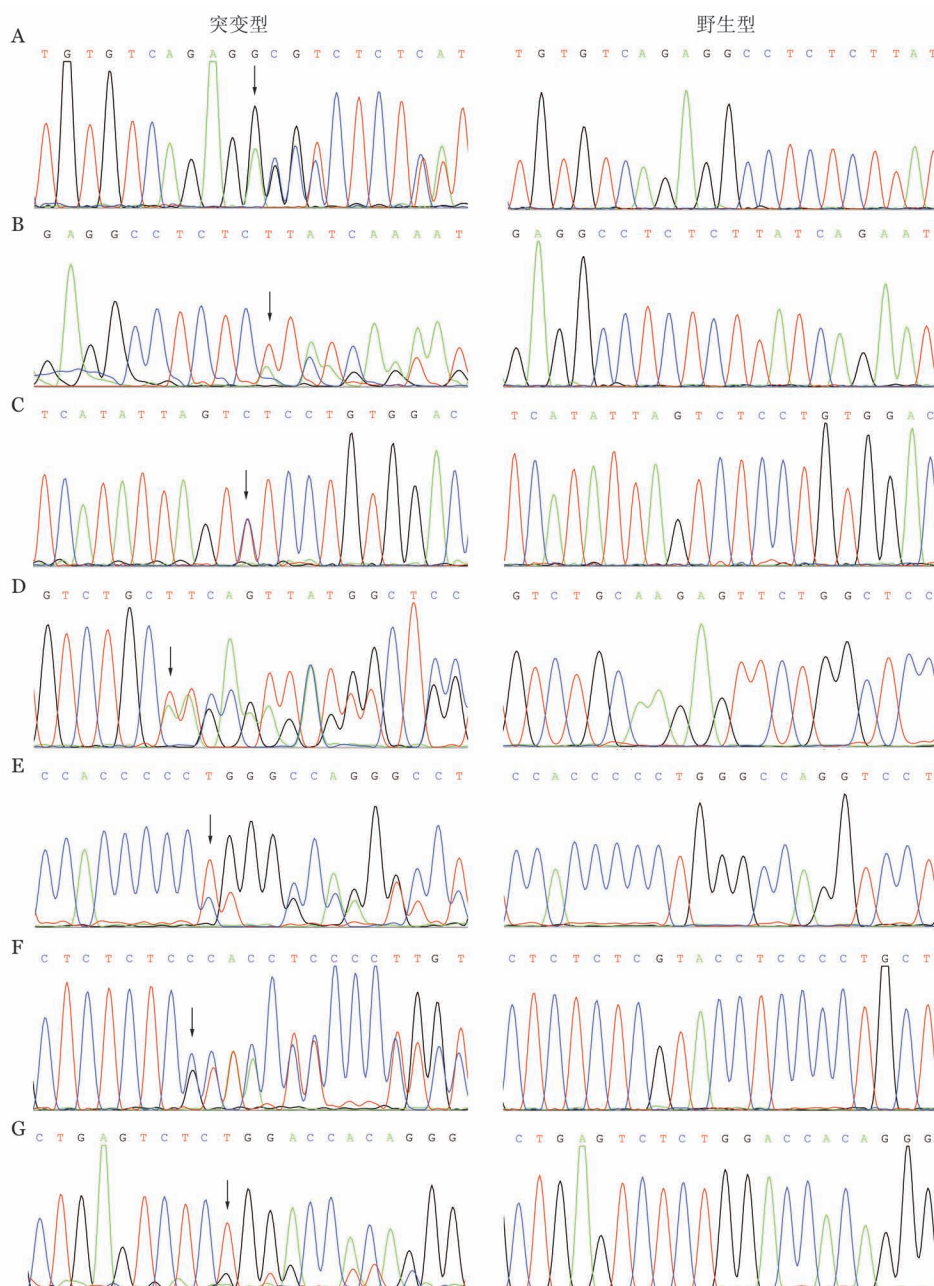 突变型 野生型
A
T G T G T C A G A G G C G T C T C T C A T T G T G T C A G A G G C C T C T C T T A T
B
G A G G C C T C T C T T A T C A A A A T G A G G C C T C T C T T A T C A G A A T
C
T C A T A T T A G T C T C C T G T G G A C T C A T A T T A G T C T C C T G T G G A C
D
G T C T G C T T C A G T T A T G G C T C C G T C T G C A A G A G T T C T G G C T C C
E
C C A C C C C C T G G G C C A G G G C C T C C A C C C C C T G G G C C A G G T C C T
F
C T C T C T C C C A C C T C C C C T T G T C T C T C T C G T A C C T C C C C T G C T
G
C T G A G T C T C T G G A C C A C A G G G C T G A G T C T C T G G A C C A C A G G G